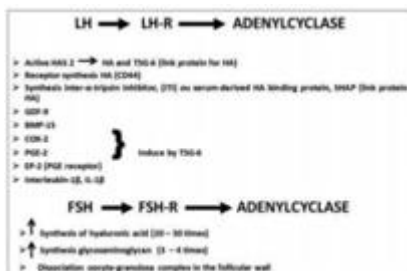 LH → LH-R → ADENYLCYCLASE
➢ Active HAS 2 → HA and TSG-6 (link protein for HA)
➢ Receptor synthesis HA (CD44)
➢ Synthesis inter-α-tripsin inhibitor, (ITI) ou serum-derived HA binding protein, SHAP (link protein HA)
➢ GDF-9
➢ BMP-15
➢ COX-2
➢ PGE-2 } Induce by TSG-6
➢ EP-2 (PGE receptor)
➢ Interleukin-1β, IL-1β
FSH → FSH-R → ADENYLCYCLASE
➢ ↑ Synthesis of hyaluronic acid (20 – 30 times)
➢ ↑ Synthesis glycosaminoglycan (3 – 4 times)
➢ Dissociation oocyte-granulosa complex in the follicular wall